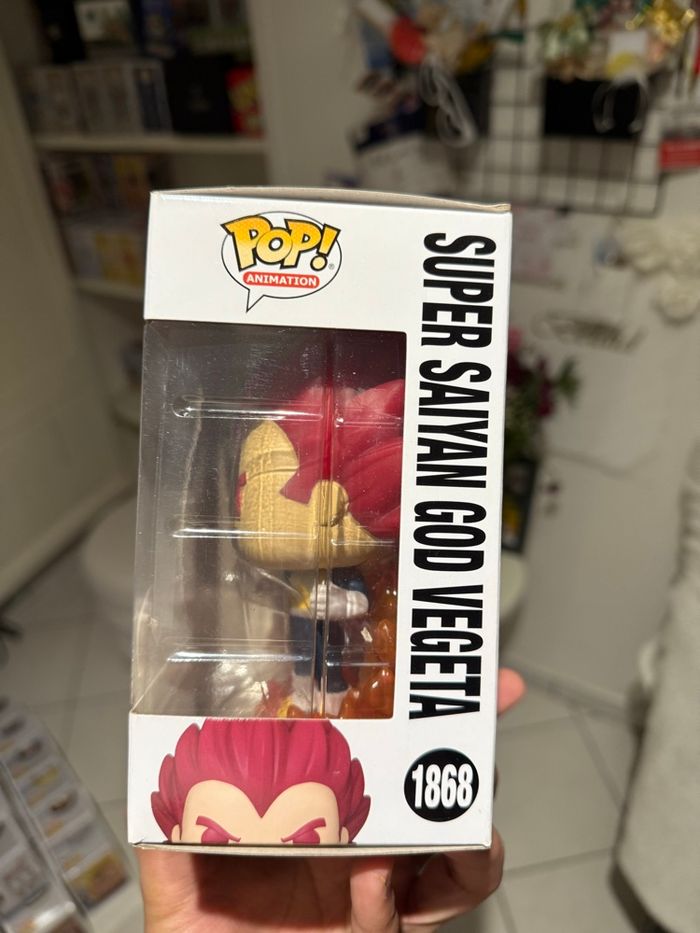 POP!
ANIMATION
SUPER SAIYAN GOD VEGETA
1868